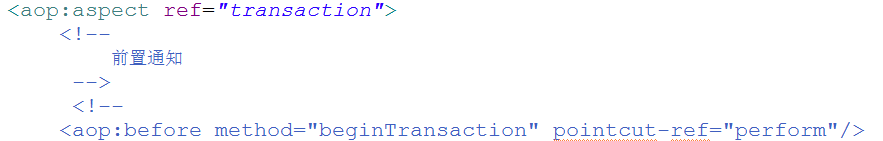 <aop:aspect ref="transaction">
<!--
前置通知
-->
<!--
<aop:before method="beginTransaction" pointcut-ref="perform"/>